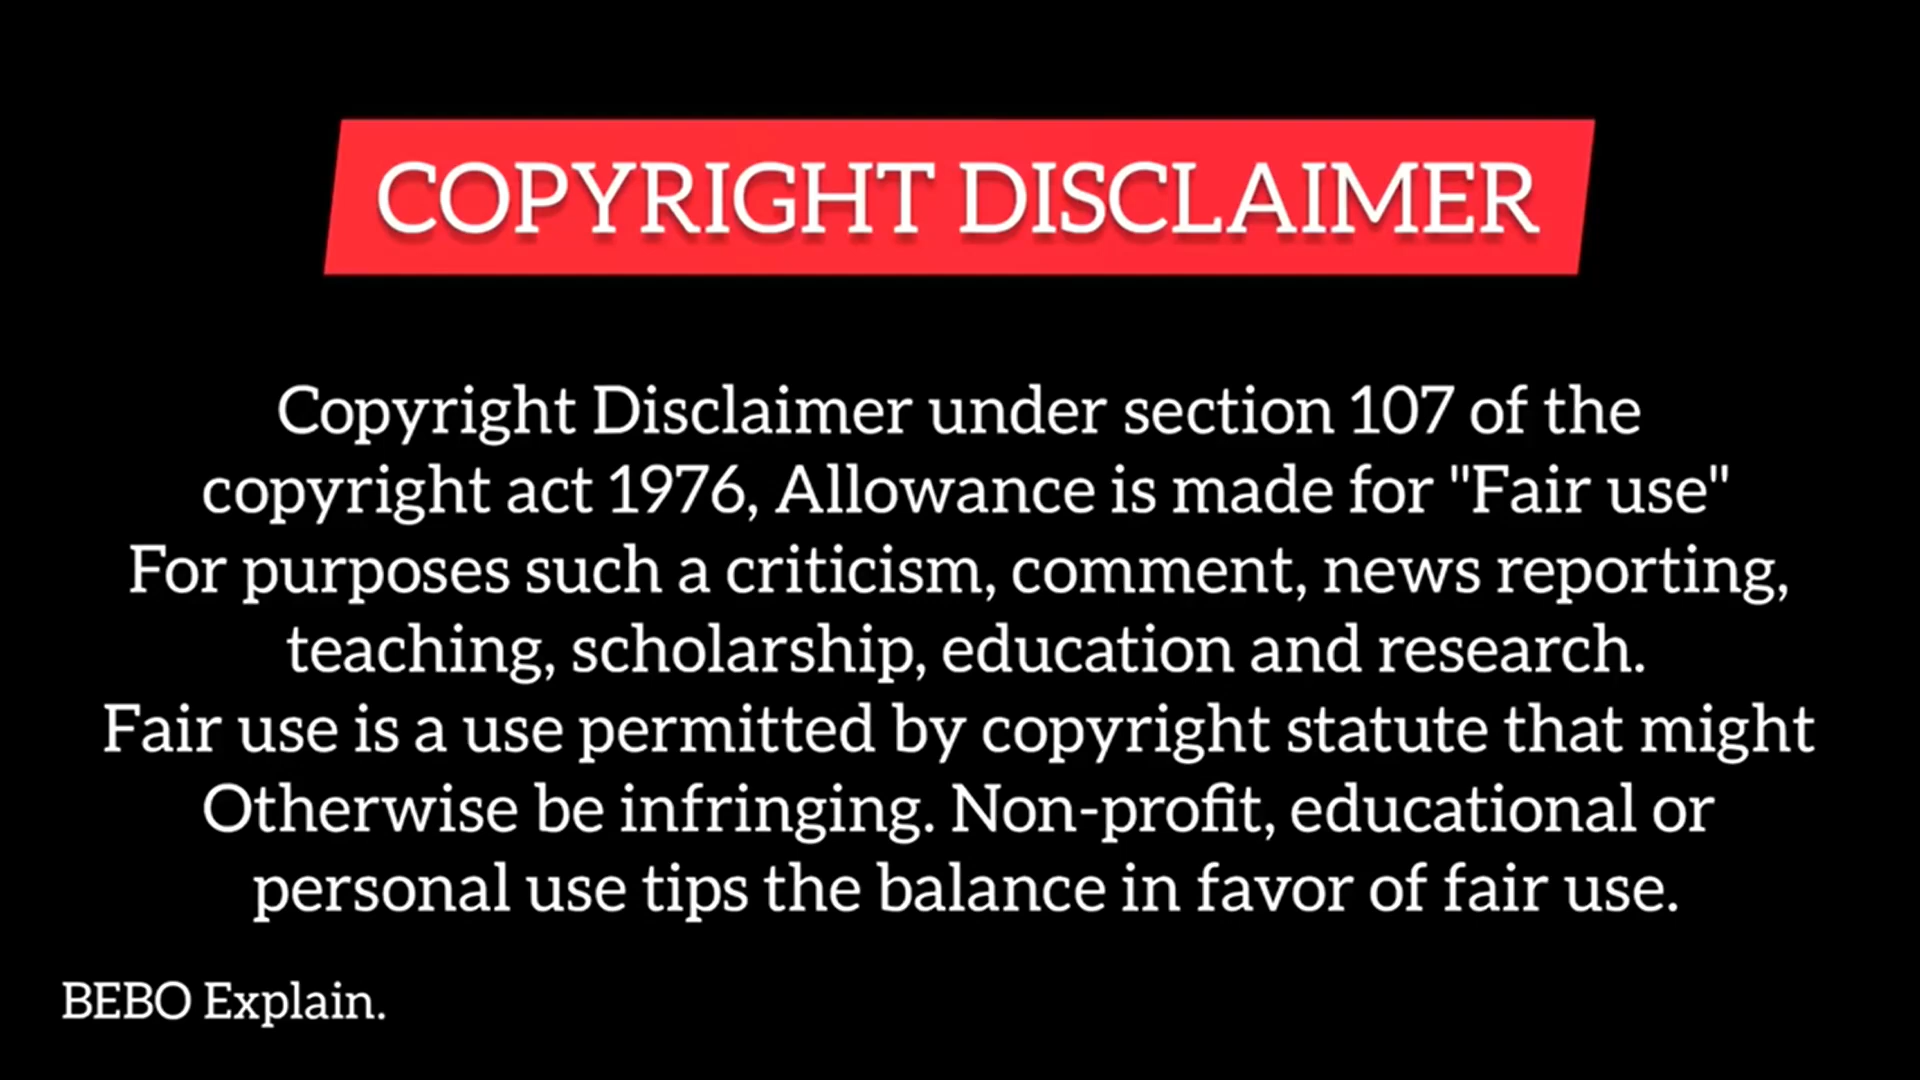 COPYRIGHT DISCLAIMER
Copyright Disclaimer under section 107 of the
copyright act 1976, Allowance is made for "Fair use"
For purposes such a criticism, comment, news reporting,
teaching, scholarship, education and research.
Fair use is a use permitted by copyright statute that might
Otherwise be infringing. Non-profit, educational or
personal use tips the balance in favor of fair use.
BEBO Explain.